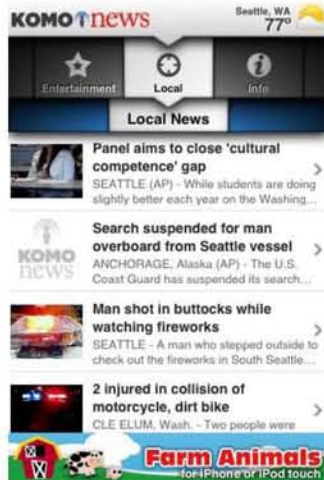 KOMO news
Seattle, WA
77º
Entertainment
Local
Info
Local News
Panel aims to close 'cultural
competence' gap
SEATTLE (AP) - While students are doing
slightly better each year on the Washing...
Search suspended for man
overboard from Seattle vessel
ANCHORAGE, Alaska (AP) - The U.S.
Coast Guard has suspended its search...
KOMO
news
Man shot in buttocks while
watching fireworks
SEATTLE - A man who stepped outside to
check out the fireworks in South Seattle...
2 injured in collision of
motorcycle, dirt bike
CLE ELUM, Wash. - Two people were
Farm Animals
for iPhone or iPod touch